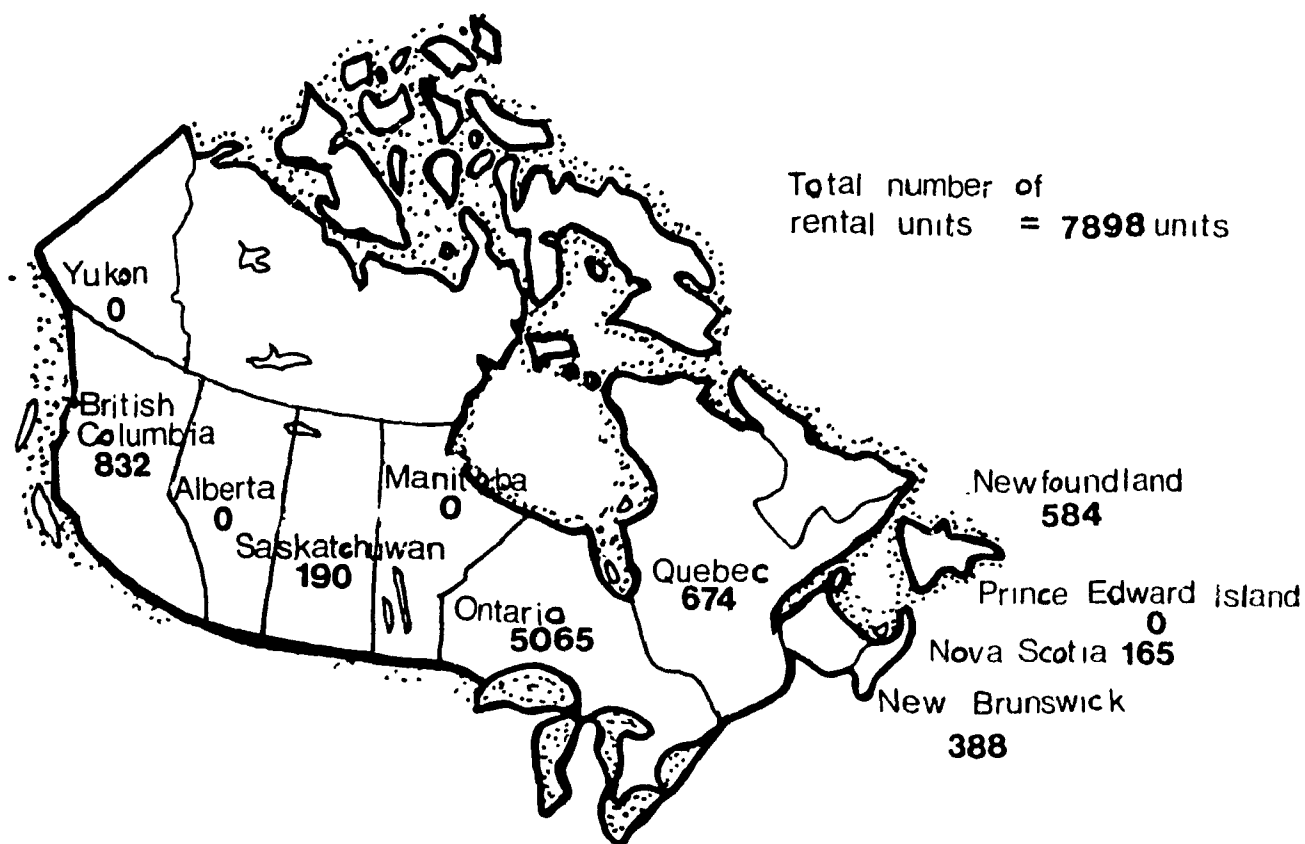 Total number of
rental units = 7898 units
Yukon
0
British
Columbia
832
Alberta
0
Saskatchuwan
190
Manitoba
0
Ontario
5065
Quebec
674
Newfoundland
584
Prince Edward Island
0
Nova Scotia 165
New Brunswick
388